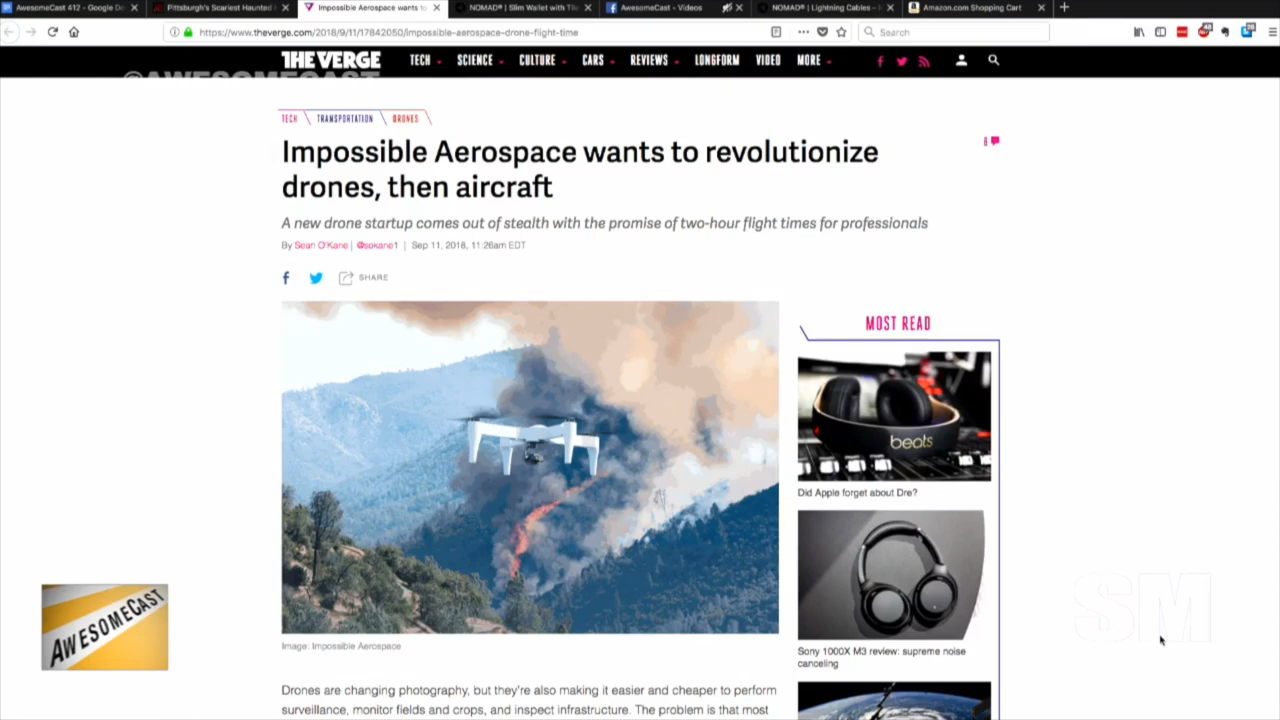 AwesomeCast 412 - Google Do
Pittsburgh's Scariest Haunted
Impossible Aerospace wants to
NOMAD® | Slim Wallet with Tile
AwesomeCast - Videos
NOMAD® | Lightning Cables -
Amazon.com Shopping Cart
https://www.theverge.com/2018/9/11/17842050/impossible-aerospace-drone-flight-time
Search
@AWESOMECAST
THE VERGE
TECH SCIENCE CULTURE CARS REVIEWS LONGFORM VIDEO MORE
TECH TRANSPORTATION DRONES
Impossible Aerospace wants to revolutionize
drones, then aircraft
A new drone startup comes out of stealth with the promise of two-hour flight times for professionals
By Sean O'Kane | @sokane1 | Sep 11, 2018, 11:26am EDT
SHARE
Image: Impossible Aerospace
Drones are changing photography, but they're also making it easier and cheaper to perform
surveillance, monitor fields and crops, and inspect infrastructure. The problem is that most
MOST READ
beats
Did Apple forget about Dre?
Sony 1000X M3 review: supreme noise
canceling
AWESOMECAST
SM